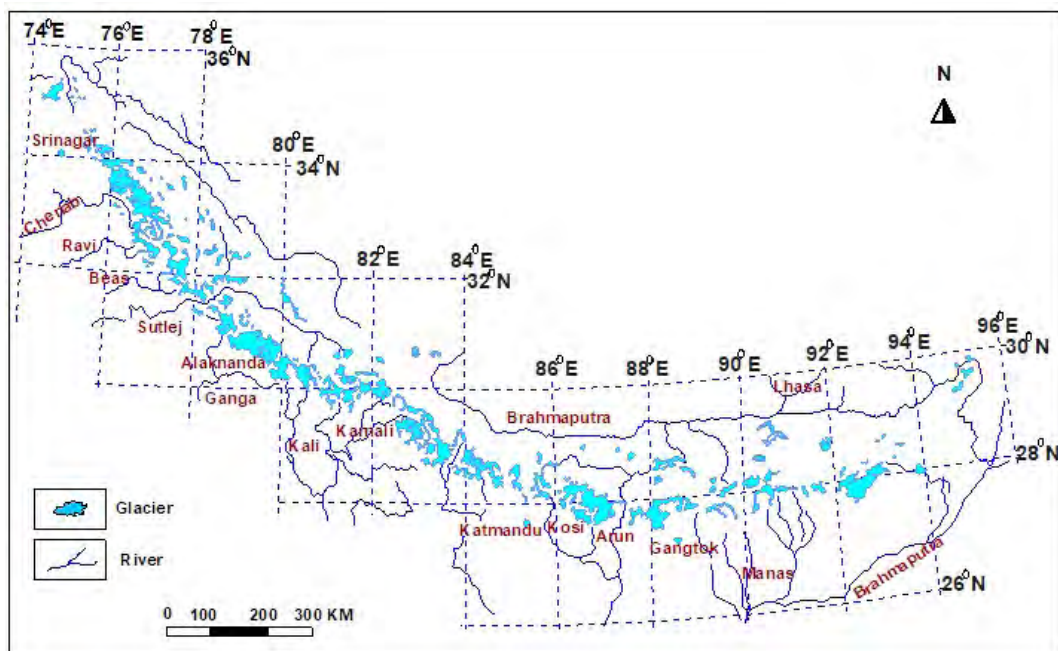 74°E
76°E
78°E
36°N
N
Srinagar
80°E
34°N
Chenab
Ravi
Beas
82°E
84°E
32°N
Sutlej
Alaknanda
Ganga
86°E
88°E
90°E
92°E
94°E
96°E
30°N
Lhasa
Brahmaputra
Kali
Kamali
28°N
Glacier
River
Katmandu
Kosi
Arun
Gangtok
Manas
Brahmaputra
26°N
0 100 200 300 KM